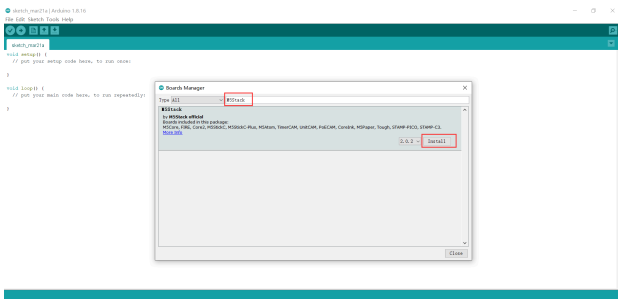 sketch_mar21a | Arduino 1.8.16
File Edit Sketch Tools Help
sketch_mar21a
void setup() {
// put your setup code here, to run once:
}
void loop() {
// put your main code here, to run repeatedly:
}
Boards Manager
Type All M5Stack
M5Stack
by M5Stack official
Boards included in this package:
M5Core, FIRE, Core2, M5StickC, M5StickC-Plus, M5Atom, TimerCAM, UnitCAM, PoECAM, CoreInk, M5Paper, Tough, STAMP-PICO, STAMP-C3.
More Info
2.0.2 Install
Close